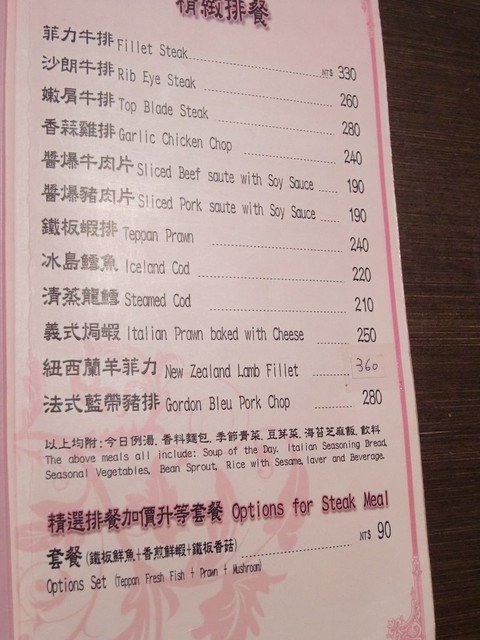 精緻排餐
菲力牛排 Fillet Steak NT$ 330
沙朗牛排 Rib Eye Steak 260
嫩肩牛排 Top Blade Steak 280
香蒜雞排 Garlic Chicken Chop 240
醬爆牛肉片 Sliced Beef saute with Soy Sauce 190
醬爆豬肉片 Sliced Pork saute with Soy Sauce 190
鐵板蝦排 Teppan Prawn 240
冰島鱈魚 Iceland Cod 220
清蒸龍鱈 Steamed Cod 210
義式焗蝦 Italian Prawn baked with Cheese 250
紐西蘭羊菲力 New Zealand Lamb Fillet 360
法式藍帶豬排 Gordon Bleu Pork Chop 280
以上均附:今日例湯, 香料麵包, 季節青菜, 豆芽菜, 海苔芝麻飯, 飲料
The above meals all include: Soup of the Day, Italian Seasoning Bread,
Seasonal Vegetables, Bean Sprout, Rice with Sesame, laver and Beverage.
精選排餐加價升等套餐 Options for Steak Meal
套餐(鐵板鮮魚+香煎鮮蝦+鐵板香菇) NT$ 90
Options Set (Teppan Fresh Fish + Prawn + Mushroom)